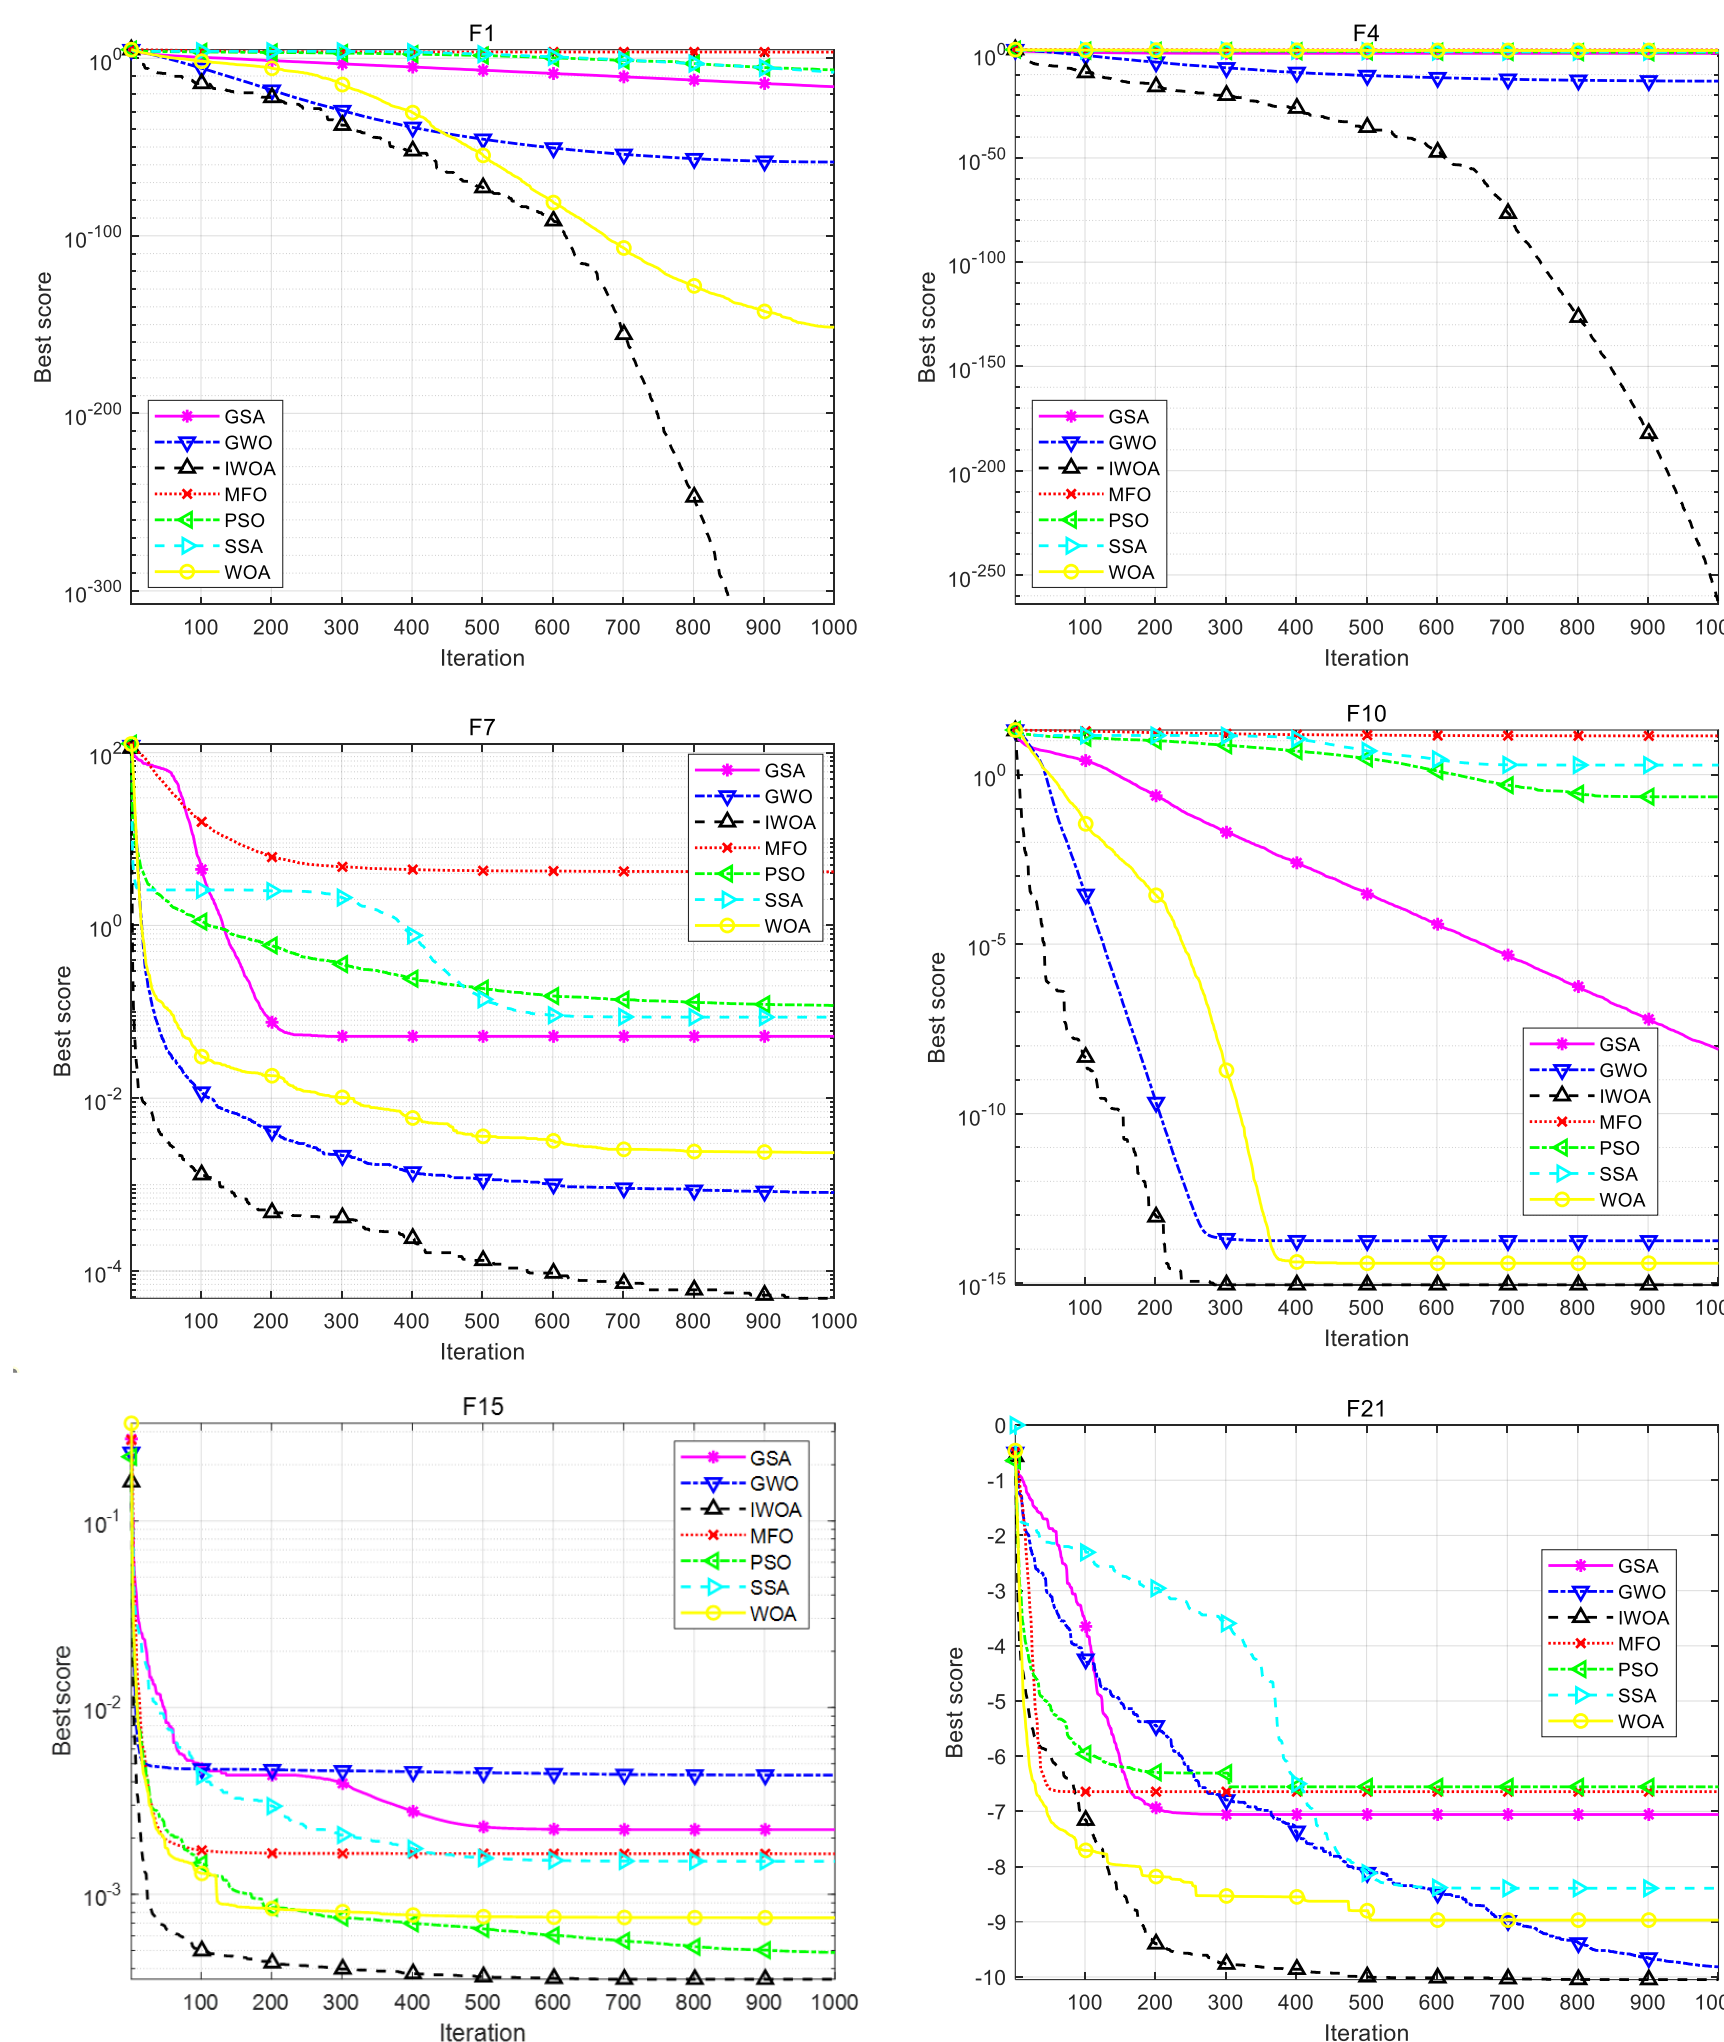 F1
10^0
10^-100
10^-200
10^-300
Best score
GSA
GWO
IWOA
MFO
PSO
SSA
WOA
100 200 300 400 500 600 700 800 900 1000
Iteration
F4
10^0
10^-50
10^-100
10^-150
10^-200
10^-250
Best score
GSA
GWO
IWOA
MFO
PSO
SSA
WOA
100 200 300 400 500 600 700 800 900 100
Iteration
F7
10^2
10^0
10^-2
10^-4
Best score
GSA
GWO
IWOA
MFO
PSO
SSA
WOA
100 200 300 400 500 600 700 800 900 1000
Iteration
F10
10^0
10^-5
10^-10
10^-15
Best score
GSA
GWO
IWOA
MFO
PSO
SSA
WOA
100 200 300 400 500 600 700 800 900 100
Iteration
F15
10^-1
10^-2
10^-3
Best score
GSA
GWO
IWOA
MFO
PSO
SSA
WOA
100 200 300 400 500 600 700 800 900 1000
Iteration
F21
0
-1
-2
-3
-4
-5
-6
-7
-8
-9
-10
Best score
GSA
GWO
IWOA
MFO
PSO
SSA
WOA
100 200 300 400 500 600 700 800 900 100
Iteration